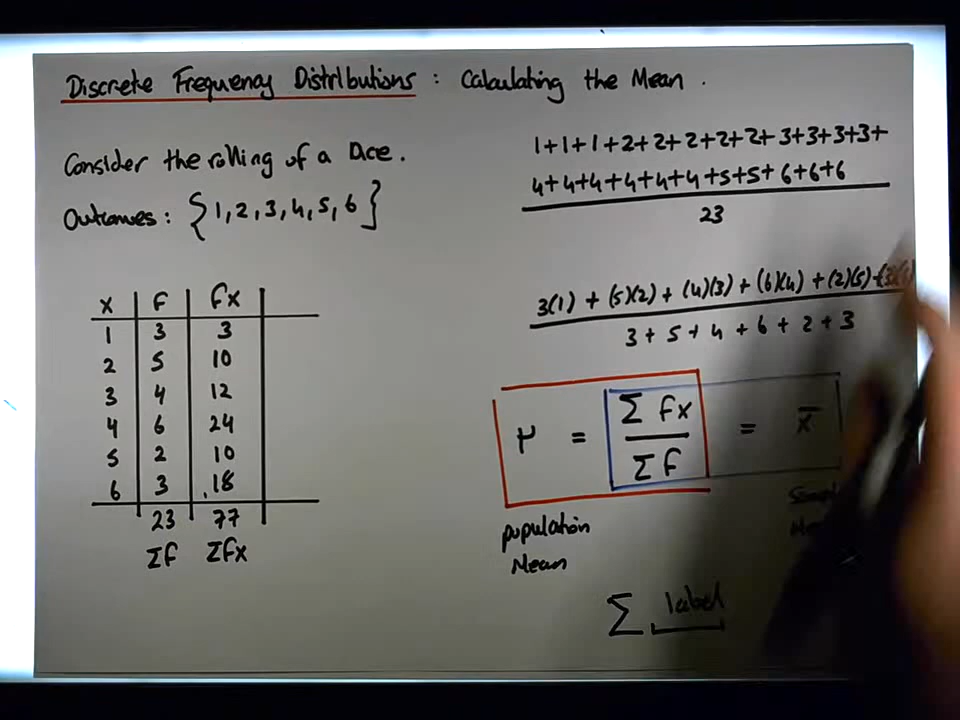 Discrete Frequency Distributions : Calculating the Mean .
Consider the rolling of a Dice .
Outcomes : { 1, 2, 3, 4, 5, 6 }
x F Fx
1 3 3
2 5 10
3 4 12
4 6 24
5 2 10
6 3 18
23 77
ΣF ΣFx
1+1+1+2+2+2+2+2+3+3+3+3+
4+4+4+4+4+4+5+5+6+6+6
23
3(1) + (5)(2) + (4)(3) + (6)(4) + (2)(5) +
3 + 5 + 4 + 6 + 2 + 3
μ = Σ Fx / Σ F = x̄
population
Mean
Σ label